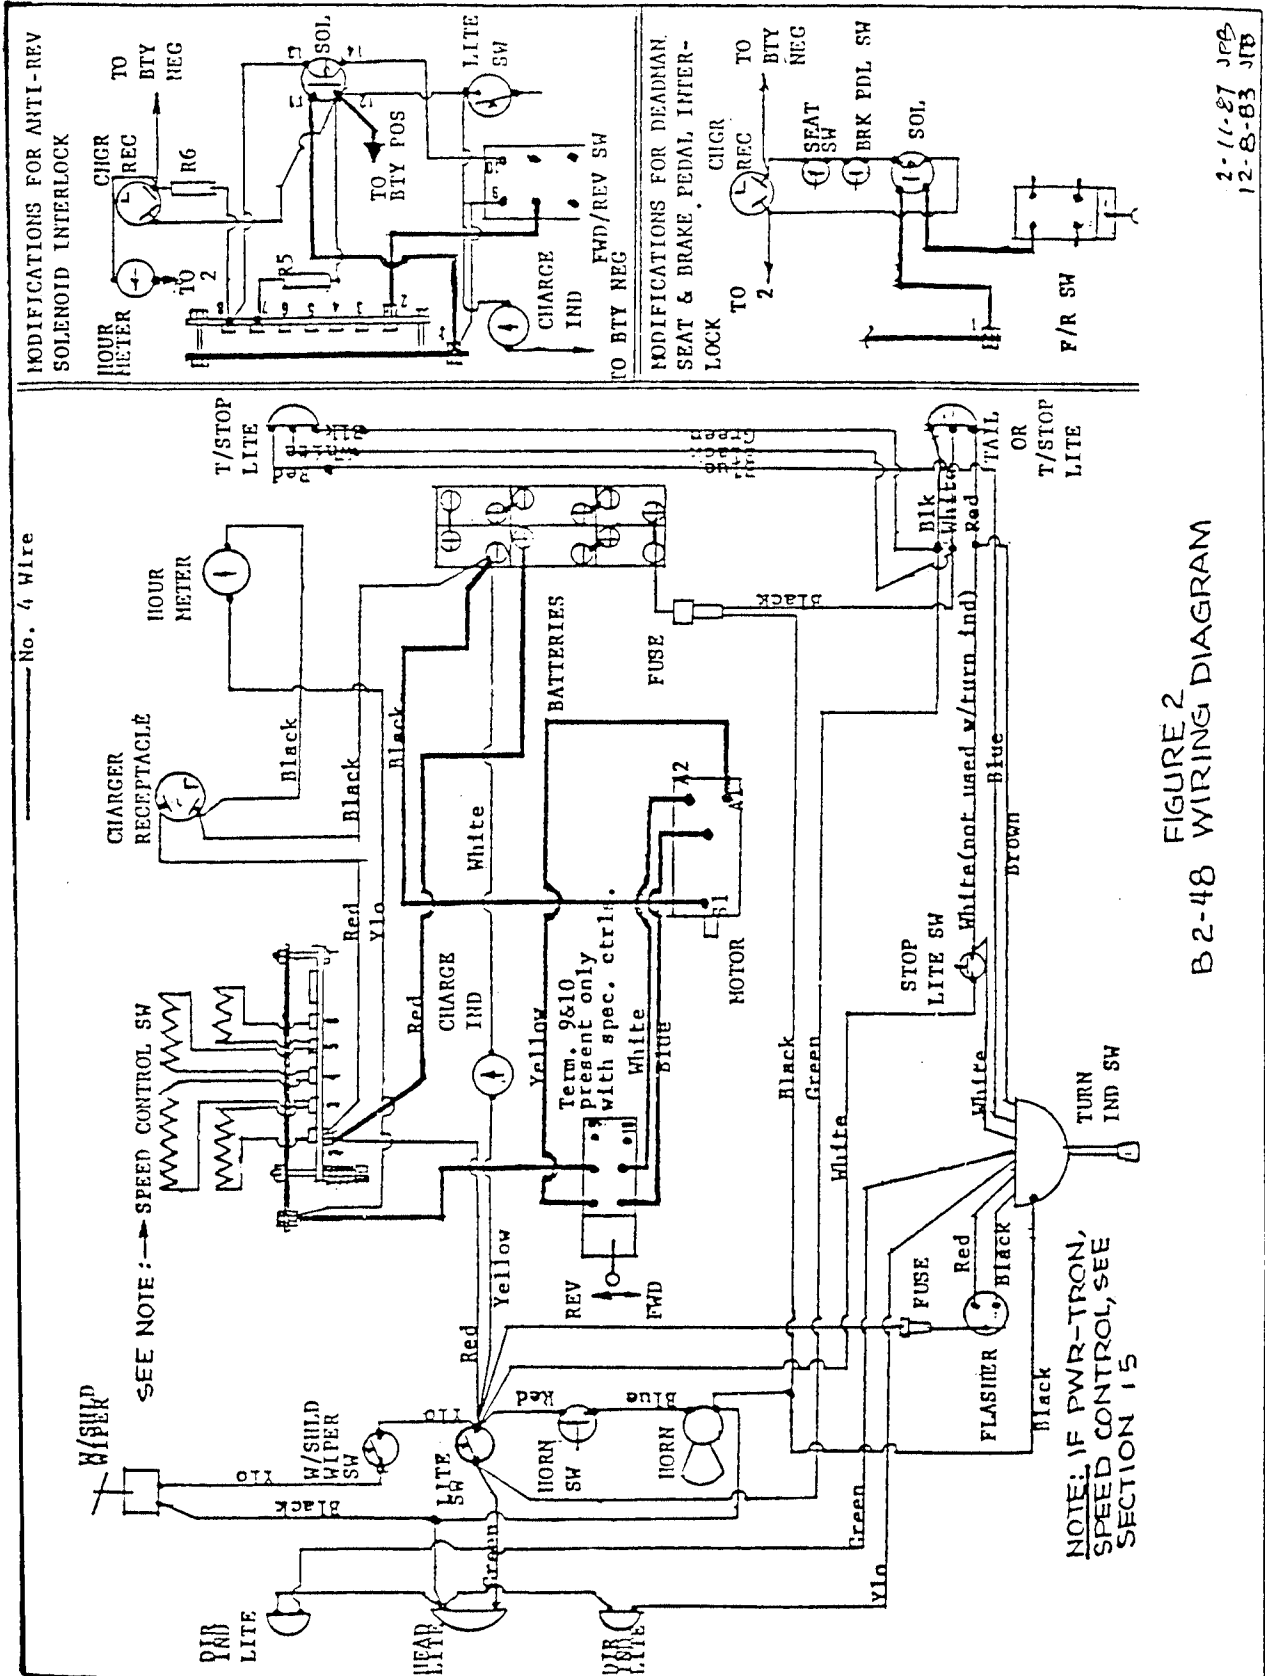 No. 4 Wire
MODIFICATIONS FOR ANTI-REV
SOLENOID INTERLOCK
HOUR
METER
CHGR
REC
TO
BTY
NEG
R6
SOL
TO
2
R5
TO
BTY POS
LITE
SW
8
7
6
5
4
3
2
CHARGE
IND
FWD/REV SW
TO BTY NEG
MODIFICATIONS FOR DEADMAN
SEAT & BRAKE PEDAL INTER-
LOCK
CHGR
REC
TO
BTY
NEG
TO
2
SEAT
SW
BRK PDL SW
SOL
F/R SW
2-11-87 JPB
12-8-83 JPB
SEE NOTE:
SPEED CONTROL SW
CHARGER
RECEPTACLE
HOUR
METER
T/STOP
LITE
Black
Black
Black
Red
Ylo
Red
White
CHARGE
IND
BATTERIES
FUSE
Black
Yellow
Term. 9&10
present only
with spec. ctrls.
White
Blue
A2
A1
S1
MOTOR
REV
FWD
W/SHLD
WIPER
Ylo
Black
W/SHLD
WIPER
SW
Ylo
LITE
SW
Red
Yellow
Red
HORN
SW
Blue
HORN
DIR
IND
LITE
HEAD
LITE
Green
DIR
IND
LITE
Black
Green
White
STOP
LITE SW
White(not used w/turn ind)
Blue
Brown
Blk
White
Red
TAIL
OR
T/STOP
LITE
White
TURN
IND SW
Red
Black
FUSE
FLASHER
Black
Green
Ylo
NOTE: IF PWR-TRON,
SPEED CONTROL, SEE
SECTION 15
FIGURE 2
B2-48 WIRING DIAGRAM